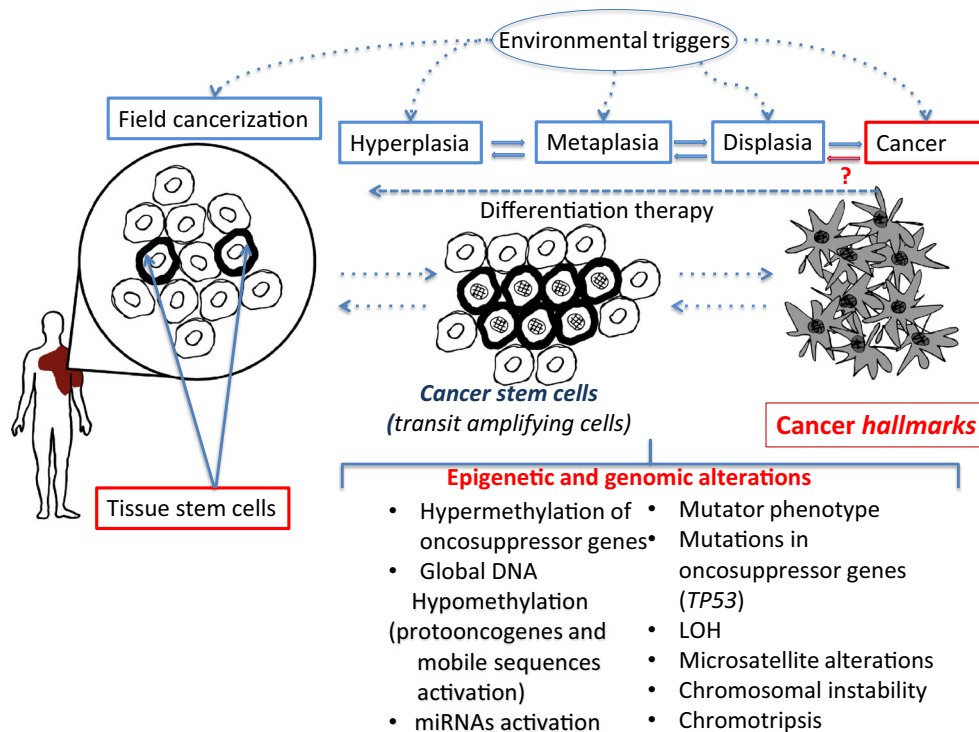 Environmental triggers
Field cancerization
Hyperplasia
Metaplasia
Displasia
Cancer
?
Differentiation therapy
Cancer stem cells
(transit amplifying cells)
Cancer hallmarks
Tissue stem cells
Epigenetic and genomic alterations
• Hypermethylation of
oncosuppressor genes
• Global DNA
Hypomethylation
(protooncogenes and
mobile sequences
activation)
• miRNAs activation
• Mutator phenotype
• Mutations in
oncosuppressor genes
(TP53)
• LOH
• Microsatellite alterations
• Chromosomal instability
• Chromotripsis